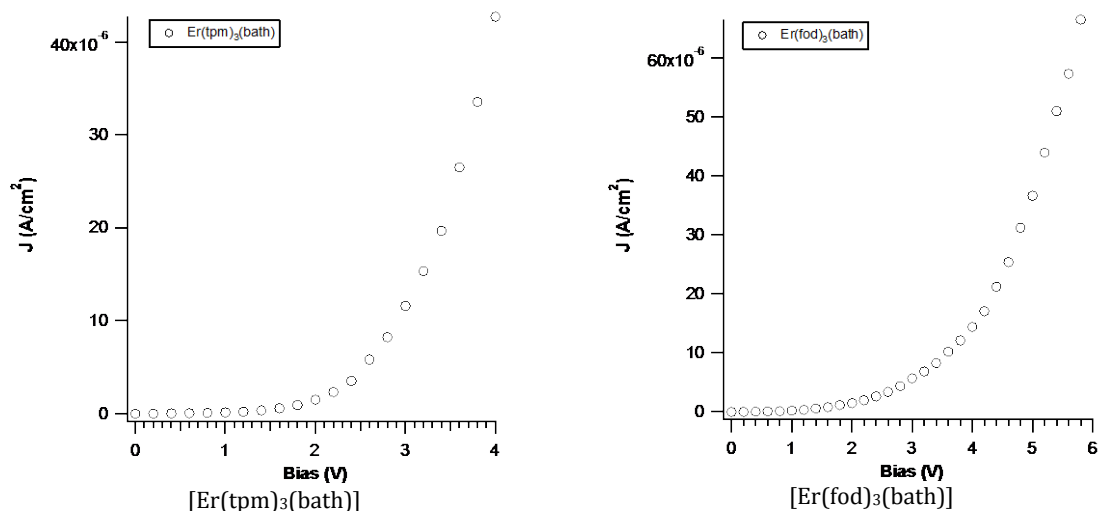 Er(tpm)₃(bath)
40x10⁻⁶
30
20
10
0
J (A/cm²)
0 1 2 3 4
Bias (V)
[Er(tpm)₃(bath)]
Er(fod)₃(bath)
60x10⁻⁶
50
40
30
20
10
0
J (A/cm²)
0 1 2 3 4 5 6
Bias (V)
[Er(fod)₃(bath)]